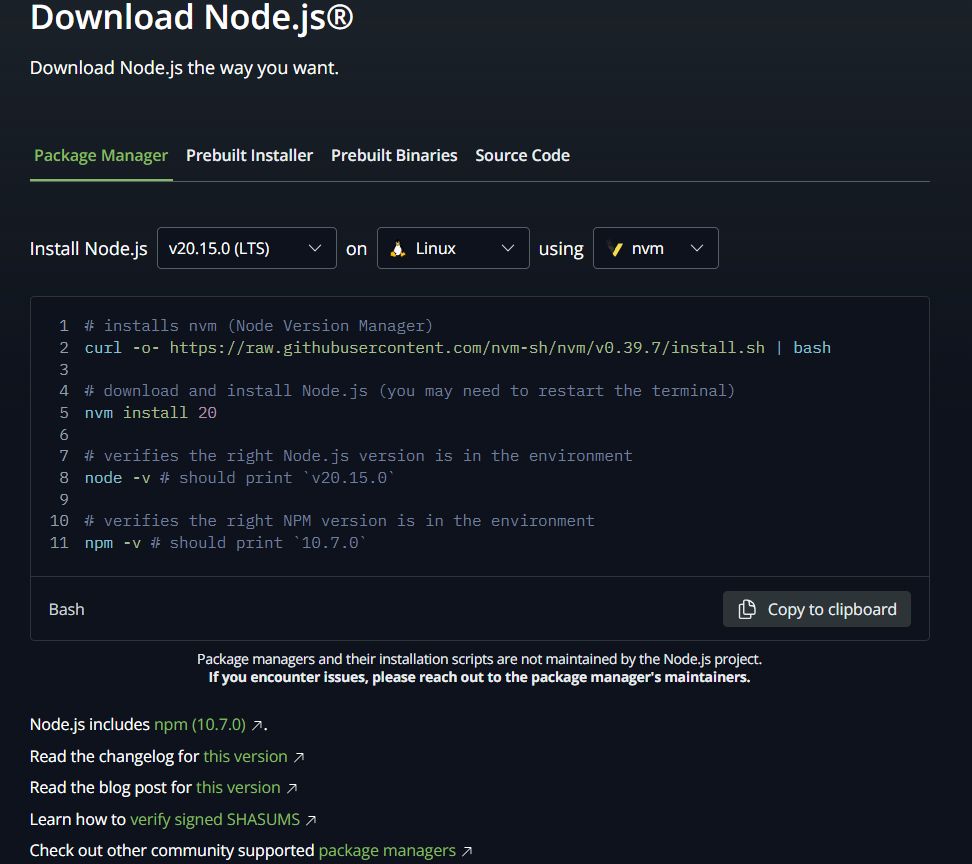 Download Node.js®
Download Node.js the way you want.
Package Manager Prebuilt Installer Prebuilt Binaries Source Code
Install Node.js v20.15.0 (LTS) on Linux using nvm
1 # installs nvm (Node Version Manager)
2 curl -o- https://raw.githubusercontent.com/nvm-sh/nvm/v0.39.7/install.sh | bash
3
4 # download and install Node.js (you may need to restart the terminal)
5 nvm install 20
6
7 # verifies the right Node.js version is in the environment
8 node -v # should print `v20.15.0`
9
10 # verifies the right NPM version is in the environment
11 npm -v # should print `10.7.0`
Bash Copy to clipboard
Package managers and their installation scripts are not maintained by the Node.js project.
If you encounter issues, please reach out to the package manager's maintainers.
Node.js includes npm (10.7.0) ↗.
Read the changelog for this version ↗
Read the blog post for this version ↗
Learn how to verify signed SHASUMS ↗
Check out other community supported package managers ↗